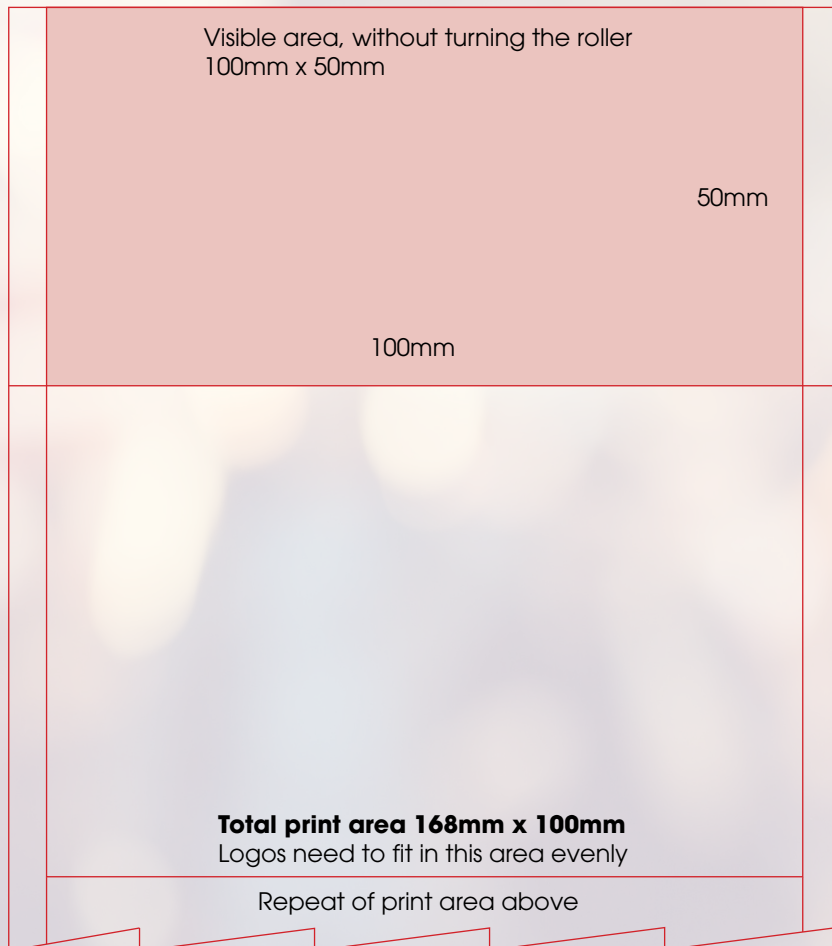 Visible area, without turning the roller
100mm x 50mm
50mm
100mm
Total print area 168mm x 100mm
Logos need to fit in this area evenly
Repeat of print area above